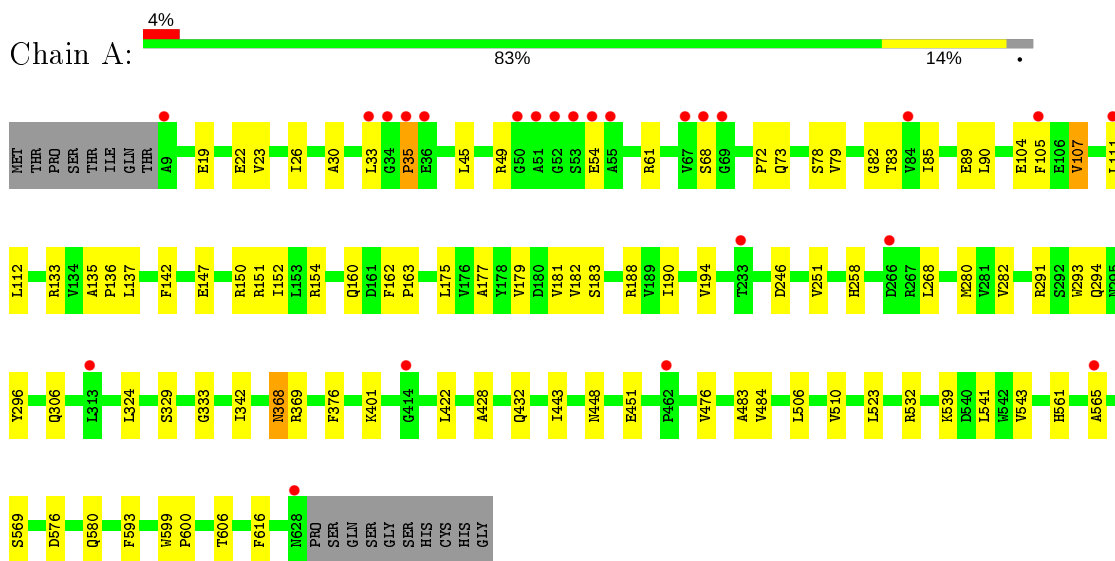 4%
Chain A:
83% 14% •
MET THR PRO SER THR ILE GLN THR A9 E19 E22 V23 I26 A30 L33 G34 P35 E36 L45 R49 G50 A51 G52 S53 E54 A55 R61 V67 S68 G69 P72 Q73 S78 V79 G82 T83 V84 I85 E89 L90 E104 F105 E106 V107 L111
L112 R133 V134 A135 P136 L137 F142 E147 R150 R151 I152 L153 R154 Q160 D161 F162 P163 L175 V176 A177 Y178 V179 D180 V181 V182 S183 R188 V189 I190 V194 T233 D246 V251 H258 D266 R267 L268 M280 V281 V282 R291 S292 W293 Q294 N295
Y296 Q306 L313 L324 S329 G333 I342 N368 R369 F376 K401 G414 L422 A428 Q432 I443 N448 E451 P462 V476 A483 V484 L506 V510 L523 R532 K539 D540 L541 W542 V543 H561 A565
S569 D576 Q580 F593 W599 P600 T606 F616 N628 PRO SER GLN SER GLY SER HIS CYS HIS GLY